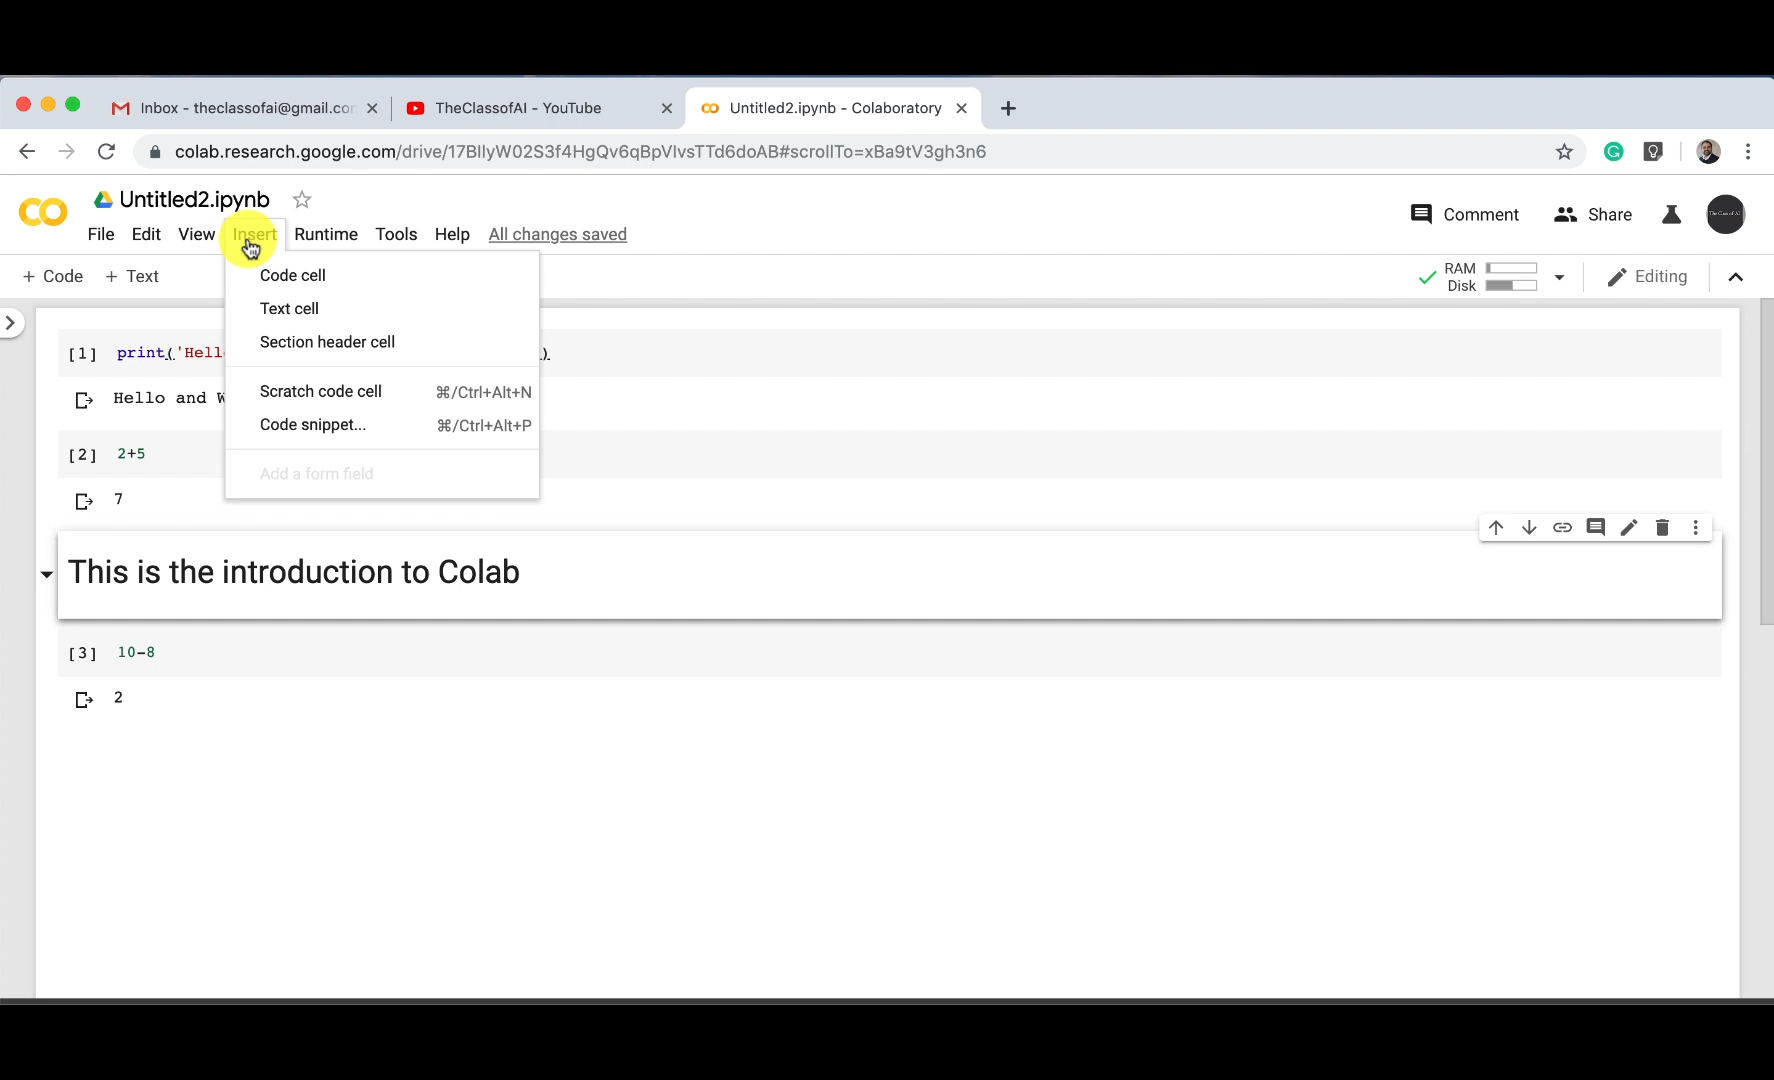 Inbox - theclassofai@gmail.co
TheClassofAI - YouTube
Untitled2.ipynb - Colaboratory
colab.research.google.com/drive/17BIlyW02S3f4HgQv6qBpVIvsTTd6doAB#scrollTo=xBa9tV3gh3n6
Untitled2.ipynb
Comment
Share
File Edit View Insert Runtime Tools Help All changes saved
+ Code + Text
RAM
Disk
Editing
Code cell
Text cell
Section header cell
Scratch code cell ⌘/Ctrl+Alt+N
Code snippet... ⌘/Ctrl+Alt+P
Add a form field
[1] print('Hell )
Hello and
[2] 2+5
7
This is the introduction to Colab
[3] 10-8
2